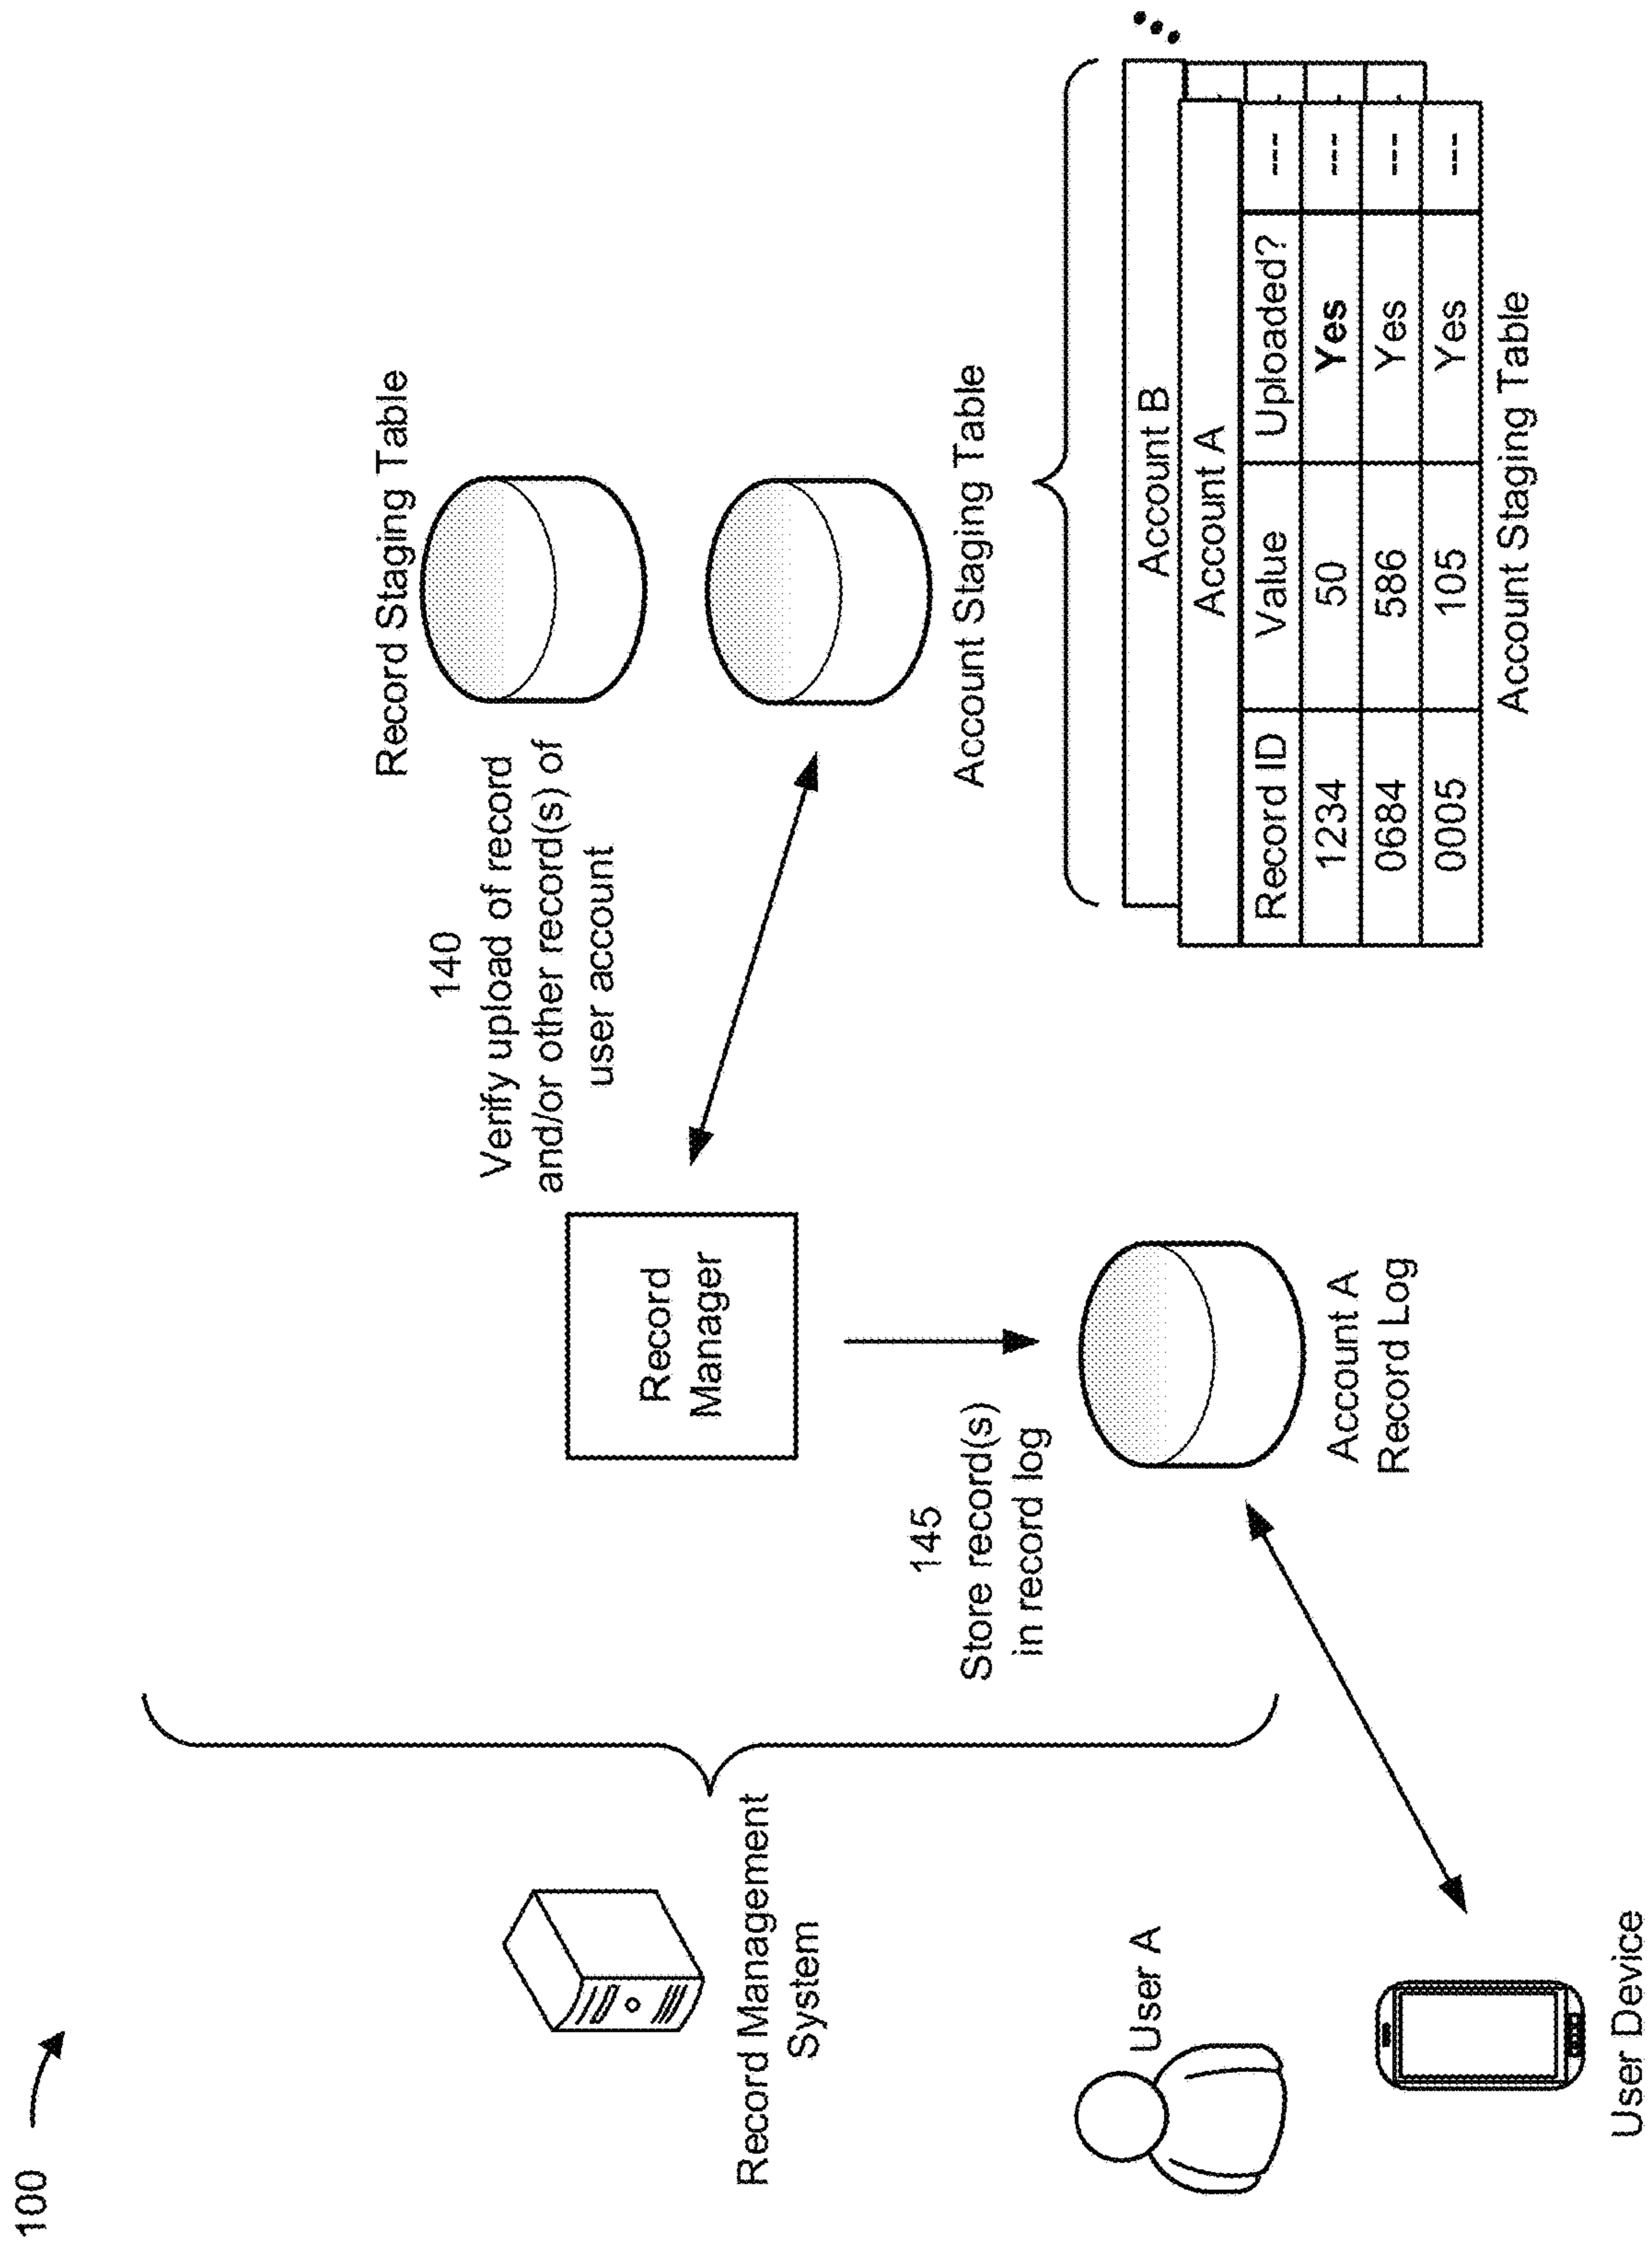 100
Record Management
System
User A
User Device
Record Staging Table
140
Verify upload of record
and/or other record(s) of
user account
Record
Manager
145
Store record(s)
in record log
Account A
Record Log
Account Staging Table
Account B
Account A
Record ID Value Uploaded? ---
1234 50 Yes ---
0684 586 Yes ---
0005 105 Yes ---
Account Staging Table